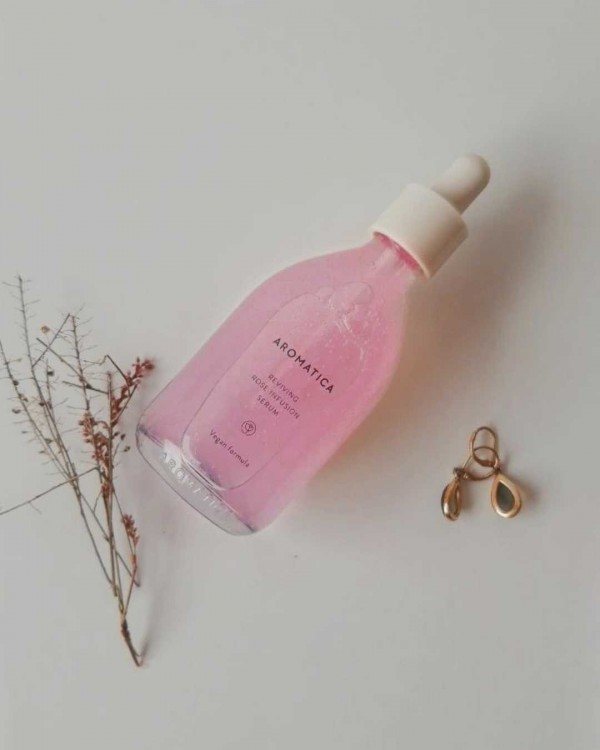 AROMATICA
REVIVING
ROSE INFUSION
SERUM
Vegan Formula